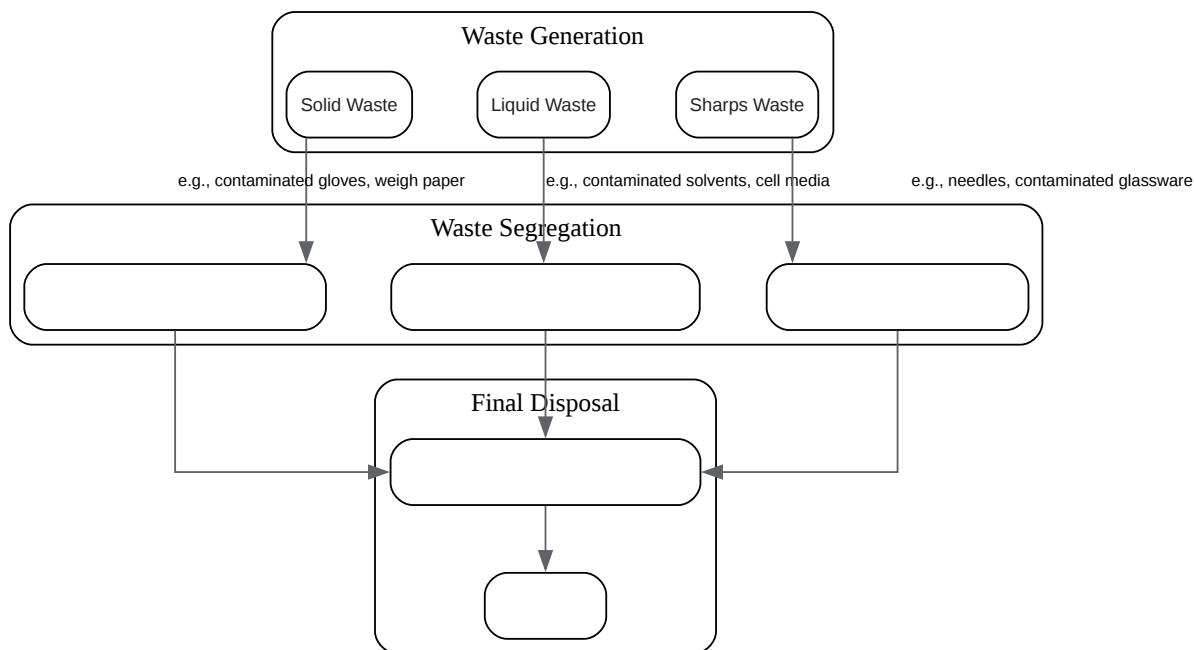 Waste Generation
Solid Waste
Liquid Waste
Sharps Waste
e.g., contaminated gloves, weigh paper
e.g., contaminated solvents, cell media
e.g., needles, contaminated glassware
Waste Segregation
Final Disposal